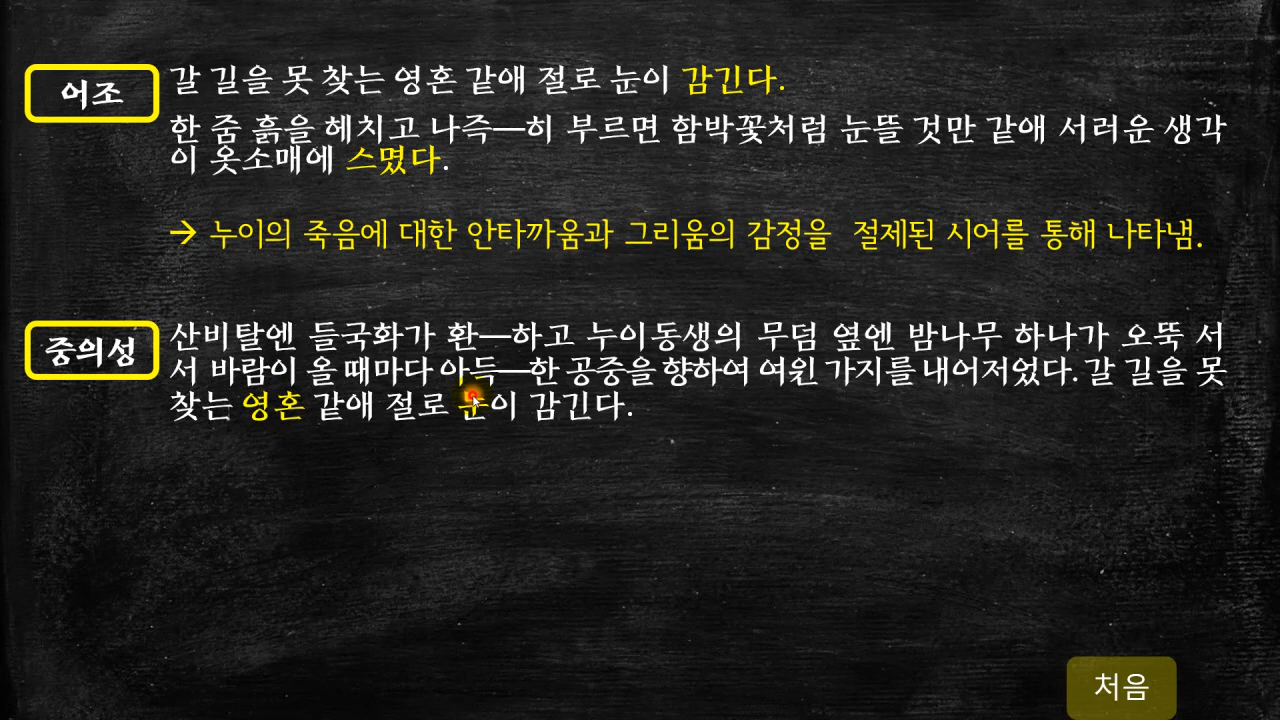 어조
갈 길을 못 찾는 영혼 같애 절로 눈이 감긴다.
한 줌 흙을 헤치고 나즉—히 부르면 함박꽃처럼 눈뜰 것만 같애 서러운 생각
이 옷소매에 스몄다.
→ 누이의 죽음에 대한 안타까움과 그리움의 감정을 절제된 시어를 통해 나타냄.
중의성
산비탈엔 들국화가 환—하고 누이동생의 무덤 옆엔 밤나무 하나가 오뚝 서
서 바람이 올 때마다 아득—한 공중을 향하여 여윈 가지를 내어저었다. 갈 길을 못
찾는 영혼 같애 절로 눈이 감긴다.
처음